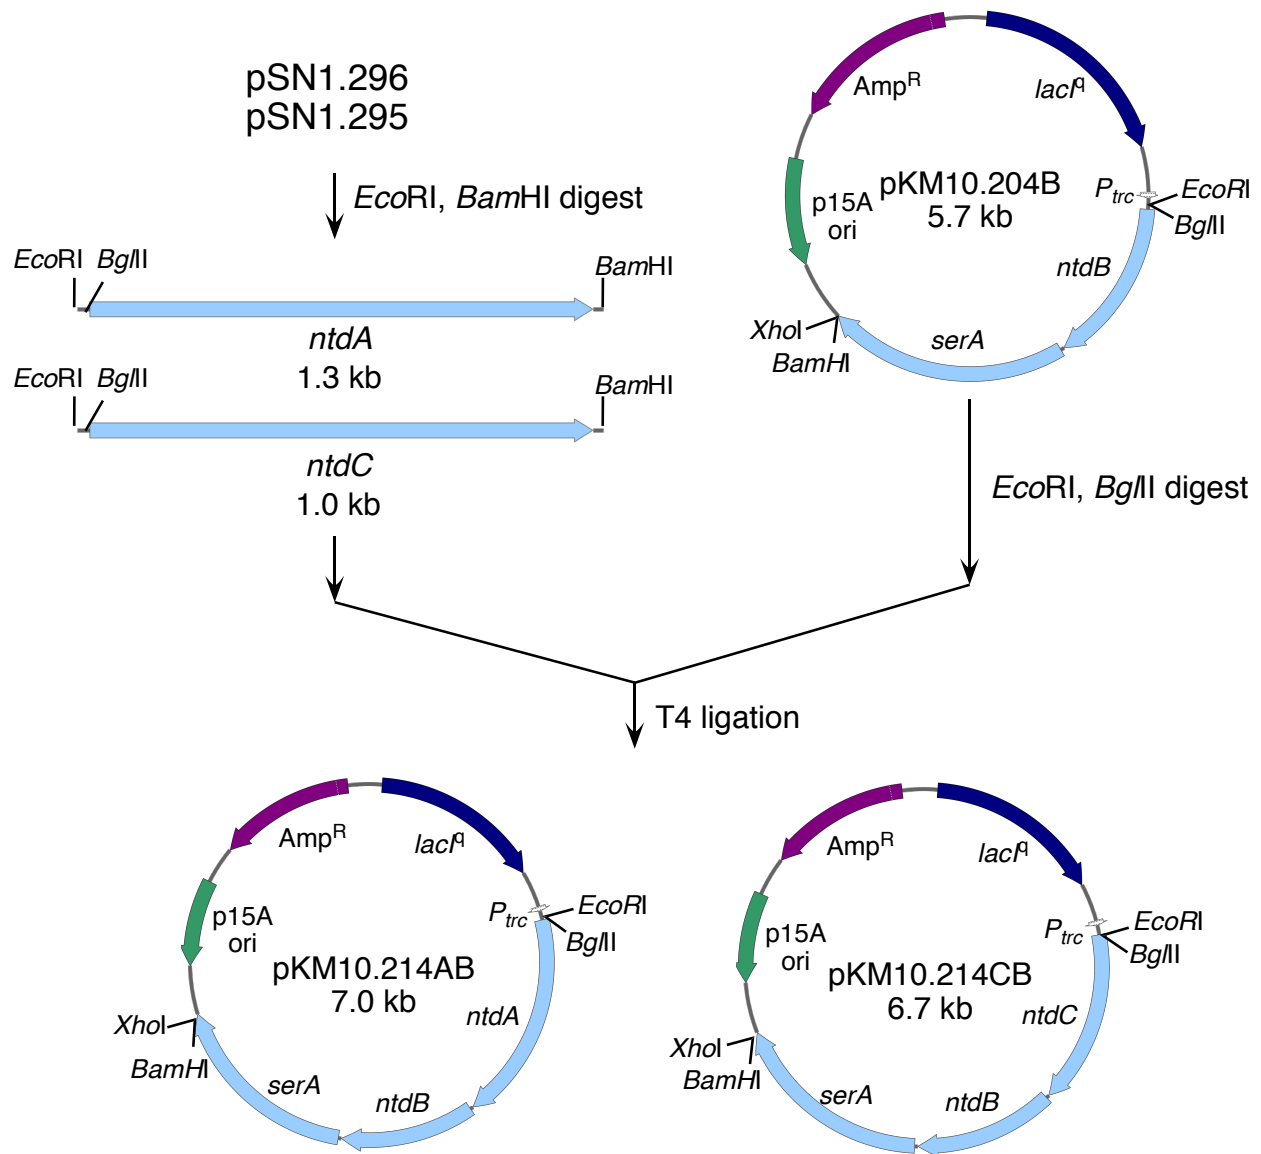 pSN1.296
pSN1.295
EcoRI, BamHI digest
EcoRI BglII BamHI
ntdA
1.3 kb
EcoRI BglII BamHI
ntdC
1.0 kb
AmpR
lacIq
p15A
ori
pKM10.204B
5.7 kb
Ptrc
EcoRI
BglII
ntdB
serA
XhoI
BamHI
EcoRI, BglII digest
T4 ligation
AmpR
lacIq
p15A
ori
pKM10.214AB
7.0 kb
Ptrc
EcoRI
BglII
ntdA
ntdB
serA
XhoI
BamHI
AmpR
lacIq
p15A
ori
pKM10.214CB
6.7 kb
Ptrc
EcoRI
BglII
ntdC
ntdB
serA
XhoI
BamHI